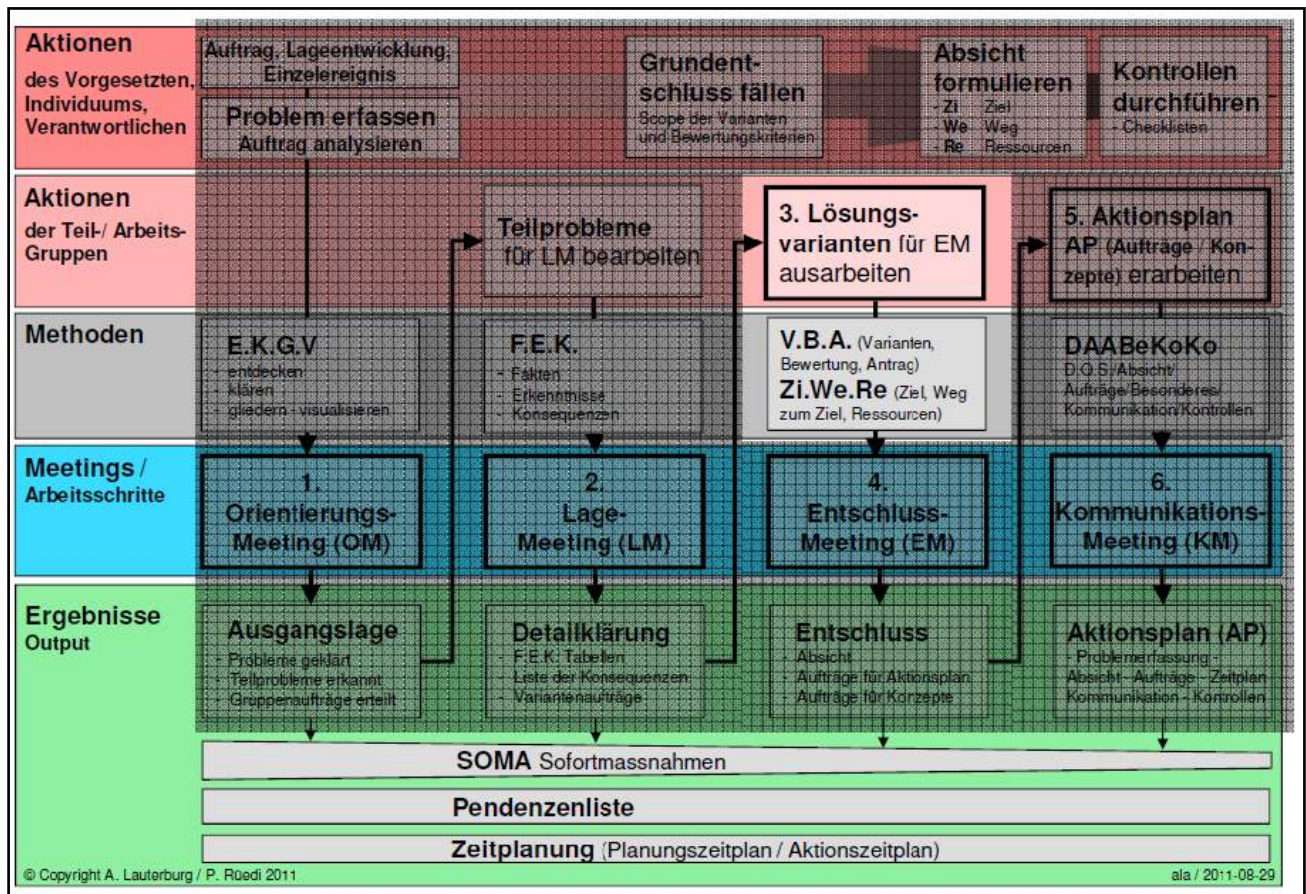 Aktionen
des Vorgesetzten,
Individuums,
Verantwortlichen
Auftrag, Lageentwicklung,
Einzelereignis
Problem erfassen
Auftrag analysieren
Grundent-
schluss fällen
Scope der Varianten
und Bewertungskriterien
Absicht
formulieren
- Zi Ziel
- We Weg
- Re Ressourcen
Kontrollen
durchführen
- Checklisten
Aktionen
der Teil-/ Arbeits-
Gruppen
Teilprobleme
für LM bearbeiten
3. Lösungs-
varianten für EM
ausarbeiten
5. Aktionsplan
AP (Aufträge / Kon-
zepte) erarbeiten
Methoden
E.K.G.V
- entdecken
- klären
- gliedern - visualisieren
F.E.K.
- Fakten
- Erkenntnisse
- Konsequenzen
V.B.A. (Varianten,
Bewertung, Antrag)
Zi.We.Re (Ziel, Weg
zum Ziel, Ressourcen)
DAABeKoKo
D.O.S./Absicht/
Aufträge/Besonderes/
Kommunikation/Kontrollen
Meetings /
Arbeitsschritte
1.
Orientierungs-
Meeting (OM)
2.
Lage-
Meeting (LM)
4.
Entschluss-
Meeting (EM)
6.
Kommunikations-
Meeting (KM)
Ergebnisse
Output
Ausgangslage
- Probleme geklärt
- Teilprobleme erkannt
- Gruppenaufträge erteilt
Detailklärung
- F.E.K. Tabellen
- Liste der Konsequenzen
- Variantenaufträge
Entschluss
- Absicht
- Aufträge für Aktionsplan
- Aufträge für Konzepte
Aktionsplan (AP)
- Problemerfassung -
Absicht - Aufträge - Zeitplan
Kommunikation - Kontrollen
SOMA Sofortmassnahmen
Pendenzenliste
Zeitplanung (Planungszeitplan / Aktionszeitplan)
© Copyright A. Lauterburg / P. Rüedi 2011
ala / 2011-08-29